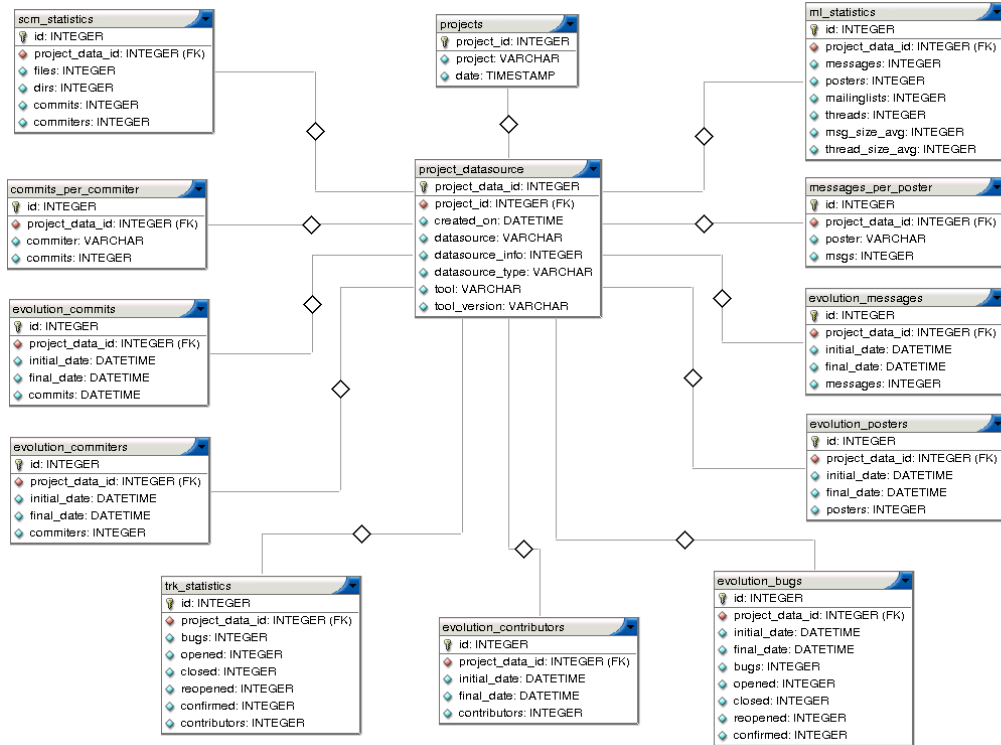 scm_statistics
id: INTEGER
project_data_id: INTEGER (FK)
files: INTEGER
dirs: INTEGER
commits: INTEGER
commiters: INTEGER
projects
project_id: INTEGER
project: VARCHAR
date: TIMESTAMP
ml_statistics
id: INTEGER
project_data_id: INTEGER (FK)
messages: INTEGER
posters: INTEGER
mailinglists: INTEGER
threads: INTEGER
msg_size_avg: INTEGER
thread_size_avg: INTEGER
commits_per_commiter
id: INTEGER
project_data_id: INTEGER (FK)
commiter: VARCHAR
commits: INTEGER
project_datasource
project_data_id: INTEGER
project_id: INTEGER (FK)
created_on: DATETIME
datasource: VARCHAR
datasource_info: INTEGER
datasource_type: VARCHAR
tool: VARCHAR
tool_version: VARCHAR
messages_per_poster
id: INTEGER
project_data_id: INTEGER (FK)
poster: VARCHAR
msgs: INTEGER
evolution_commits
id: INTEGER
project_data_id: INTEGER (FK)
initial_date: DATETIME
final_date: DATETIME
commits: DATETIME
evolution_messages
id: INTEGER
project_data_id: INTEGER (FK)
initial_date: DATETIME
final_date: DATETIME
messages: INTEGER
evolution_commiters
id: INTEGER
project_data_id: INTEGER (FK)
initial_date: DATETIME
final_date: DATETIME
commiters: INTEGER
evolution_posters
id: INTEGER
project_data_id: INTEGER (FK)
initial_date: DATETIME
final_date: DATETIME
posters: INTEGER
trk_statistics
id: INTEGER
project_data_id: INTEGER (FK)
bugs: INTEGER
opened: INTEGER
closed: INTEGER
reopened: INTEGER
confirmed: INTEGER
contributors: INTEGER
evolution_contributors
id: INTEGER
project_data_id: INTEGER (FK)
initial_date: DATETIME
final_date: DATETIME
contributors: INTEGER
evolution_bugs
id: INTEGER
project_data_id: INTEGER (FK)
initial_date: DATETIME
final_date: DATETIME
bugs: INTEGER
opened: INTEGER
closed: INTEGER
reopened: INTEGER
confirmed: INTEGER